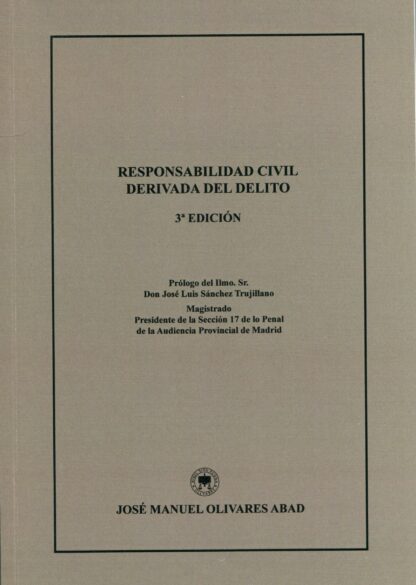 RESPONSABILIDAD CIVIL
DERIVADA DEL DELITO
3ª EDICIÓN
Prólogo del Ilmo. Sr.
Don José Luis Sánchez Trujillano
Magistrado
Presidente de la Sección 17 de lo Penal
de la Audiencia Provincial de Madrid
JOSÉ MANUEL OLIVARES ABAD